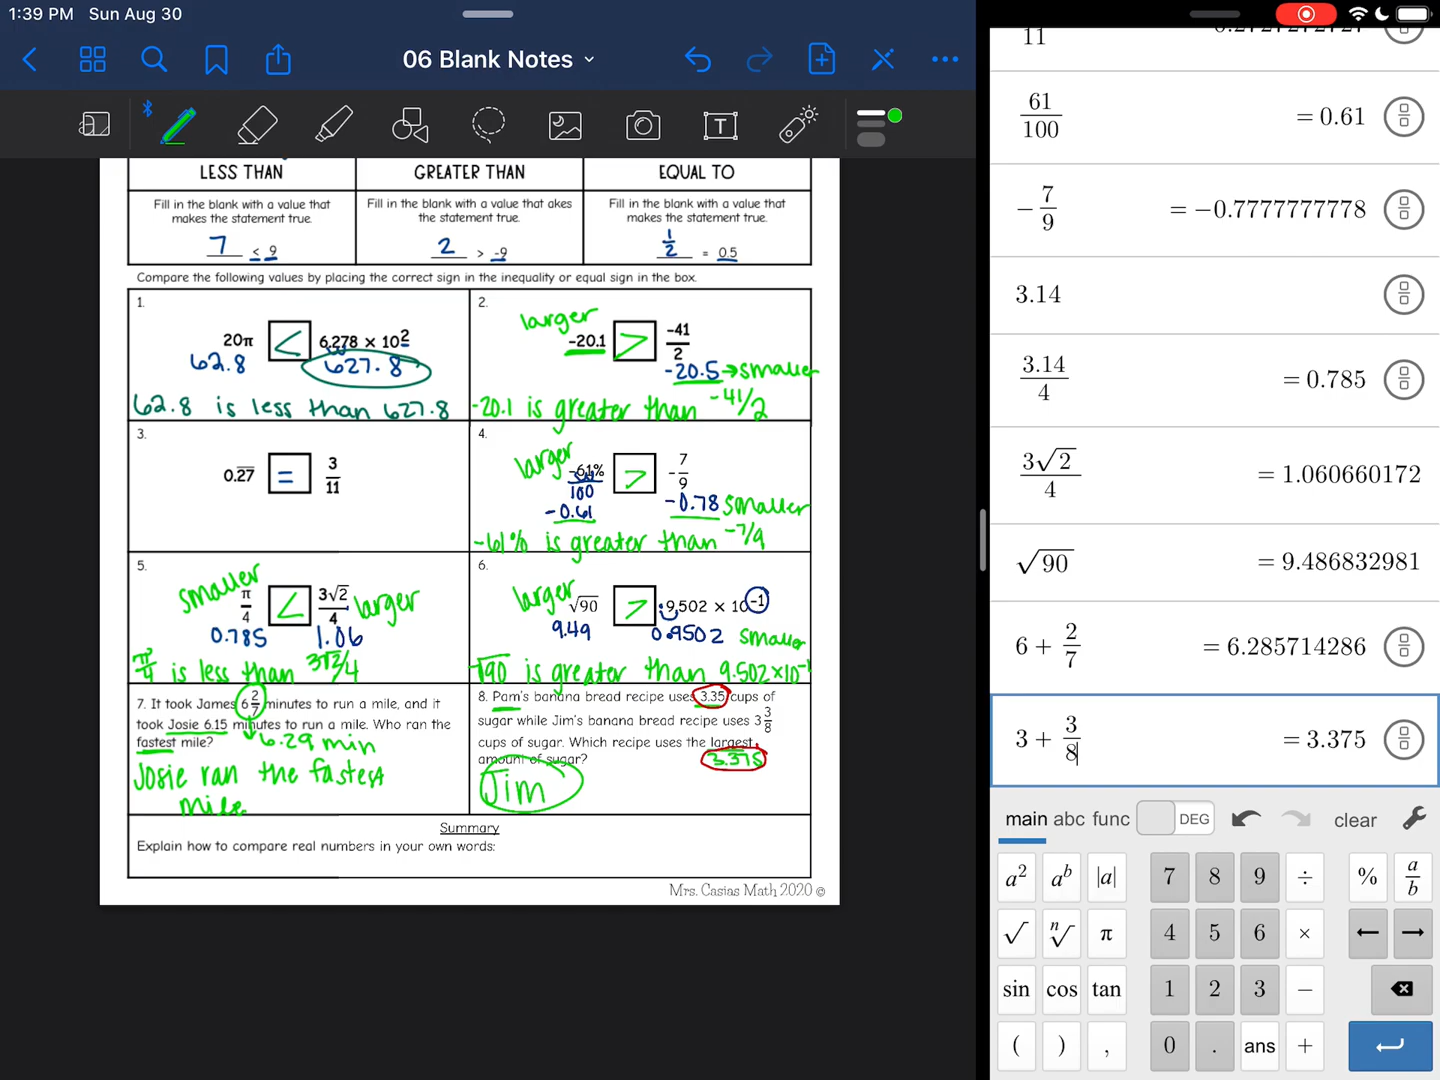 1:39 PM Sun Aug 30
06 Blank Notes
T
LESS THAN
GREATER THAN
EQUAL TO
Fill in the blank with a value that
makes the statement true.
7 < 9
Fill in the blank with a value that akes
the statement true.
2 > -9
Fill in the blank with a value that
makes the statement true.
1/2 = 0.5
Compare the following values by placing the correct sign in the inequality or equal sign in the box.
1.
20π < 6.278 × 10²
62.8 627.8
62.8 is less than 627.8
2.
larger
-20.1 > -41/2
-20.5 → smaller
-20.1 is greater than -41/2
3.
0.2̅7̅ = 3/11
4.
larger
-61% > -7/9
100
-0.61 -0.78 smaller
-61% is greater than -7/9
5.
smaller
π/4 < 3√2/4 larger
0.785 1.06
π/4 is less than 3√2/4
6.
larger
√90 > 9.502 × 10⁻¹
9.49 0.9502 smaller
√90 is greater than 9.502×10⁻¹
7. It took James 6 2/7 minutes to run a mile, and it
took Josie 6.15 minutes to run a mile. Who ran the
fastest mile?
6.29 min
Josie ran the fastest
mile
8. Pam's banana bread recipe uses 3.35 cups of
sugar while Jim's banana bread recipe uses 3 3/8
cups of sugar. Which recipe uses the largest
amount of sugar?
3.375
Jim
Summary
Explain how to compare real numbers in your own words:
Mrs. Casias Math 2020 ©
11
61/100 = 0.61
-7/9 = -0.7777777778
3.14
3.14/4 = 0.785
3√2/4 = 1.060660172
√90 = 9.486832981
6 + 2/7 = 6.285714286
3 + 3/8 = 3.375
main abc func DEG clear
a² aᵇ |a| 7 8 9 ÷ % a/b
√ ⁿ√ π 4 5 6 × ← →
sin cos tan 1 2 3 −
( ) , 0 . ans +